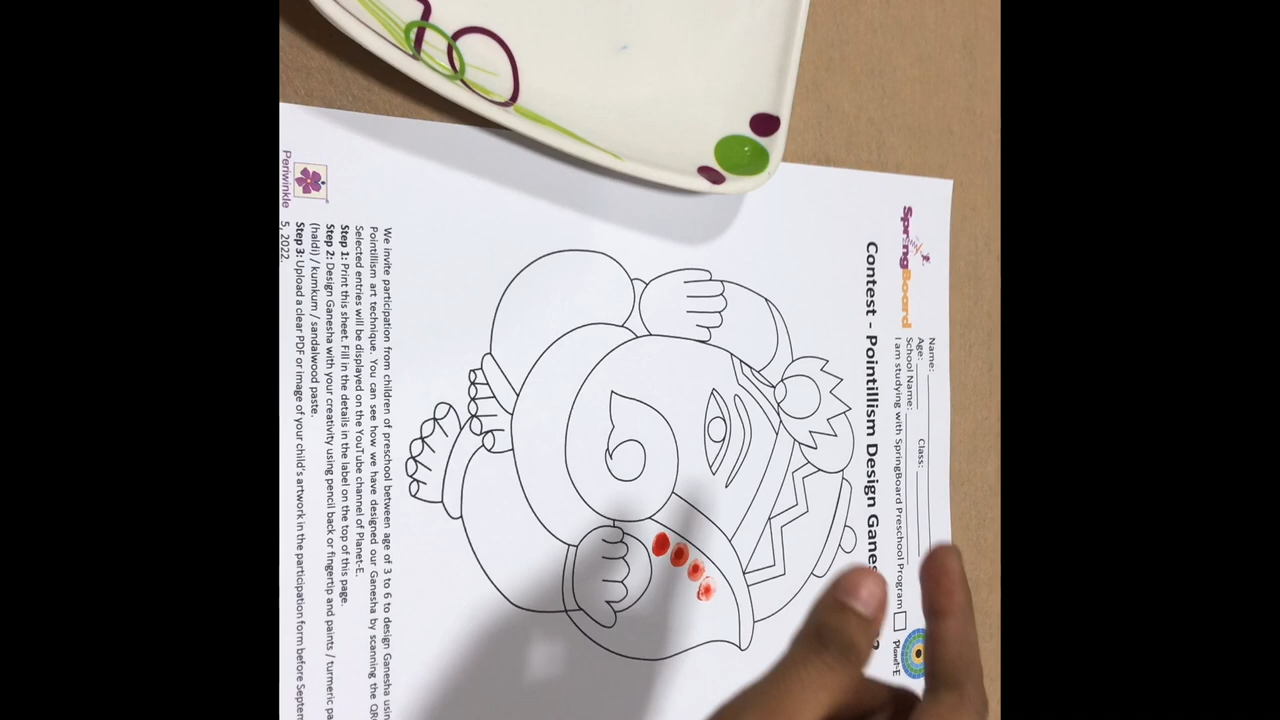 SpringBoard
Name:
Age: Class:
School Name:
I am studying with SpringBoard Preschool Program
Planet-E
Contest - Pointillism Design
We invite participation from children of preschool between age of 3 to 6 to design Ganesha
Pointillism art technique. You can see how we have designed our Ganesha by scanning the
Selected entries will be displayed on the YouTube channel of Planet-E.
Step 1: Print this sheet. Fill in the details in the label on the top of this page.
Step 2: Design Ganesha with your creativity using pencil back or fingertip and paints / turmeric
(haldi) / kumkum / sandalwood paste.
Step 3: Upload a clear PDF or image of your child's artwork in the participation form before
5, 2022.
Periwinkle